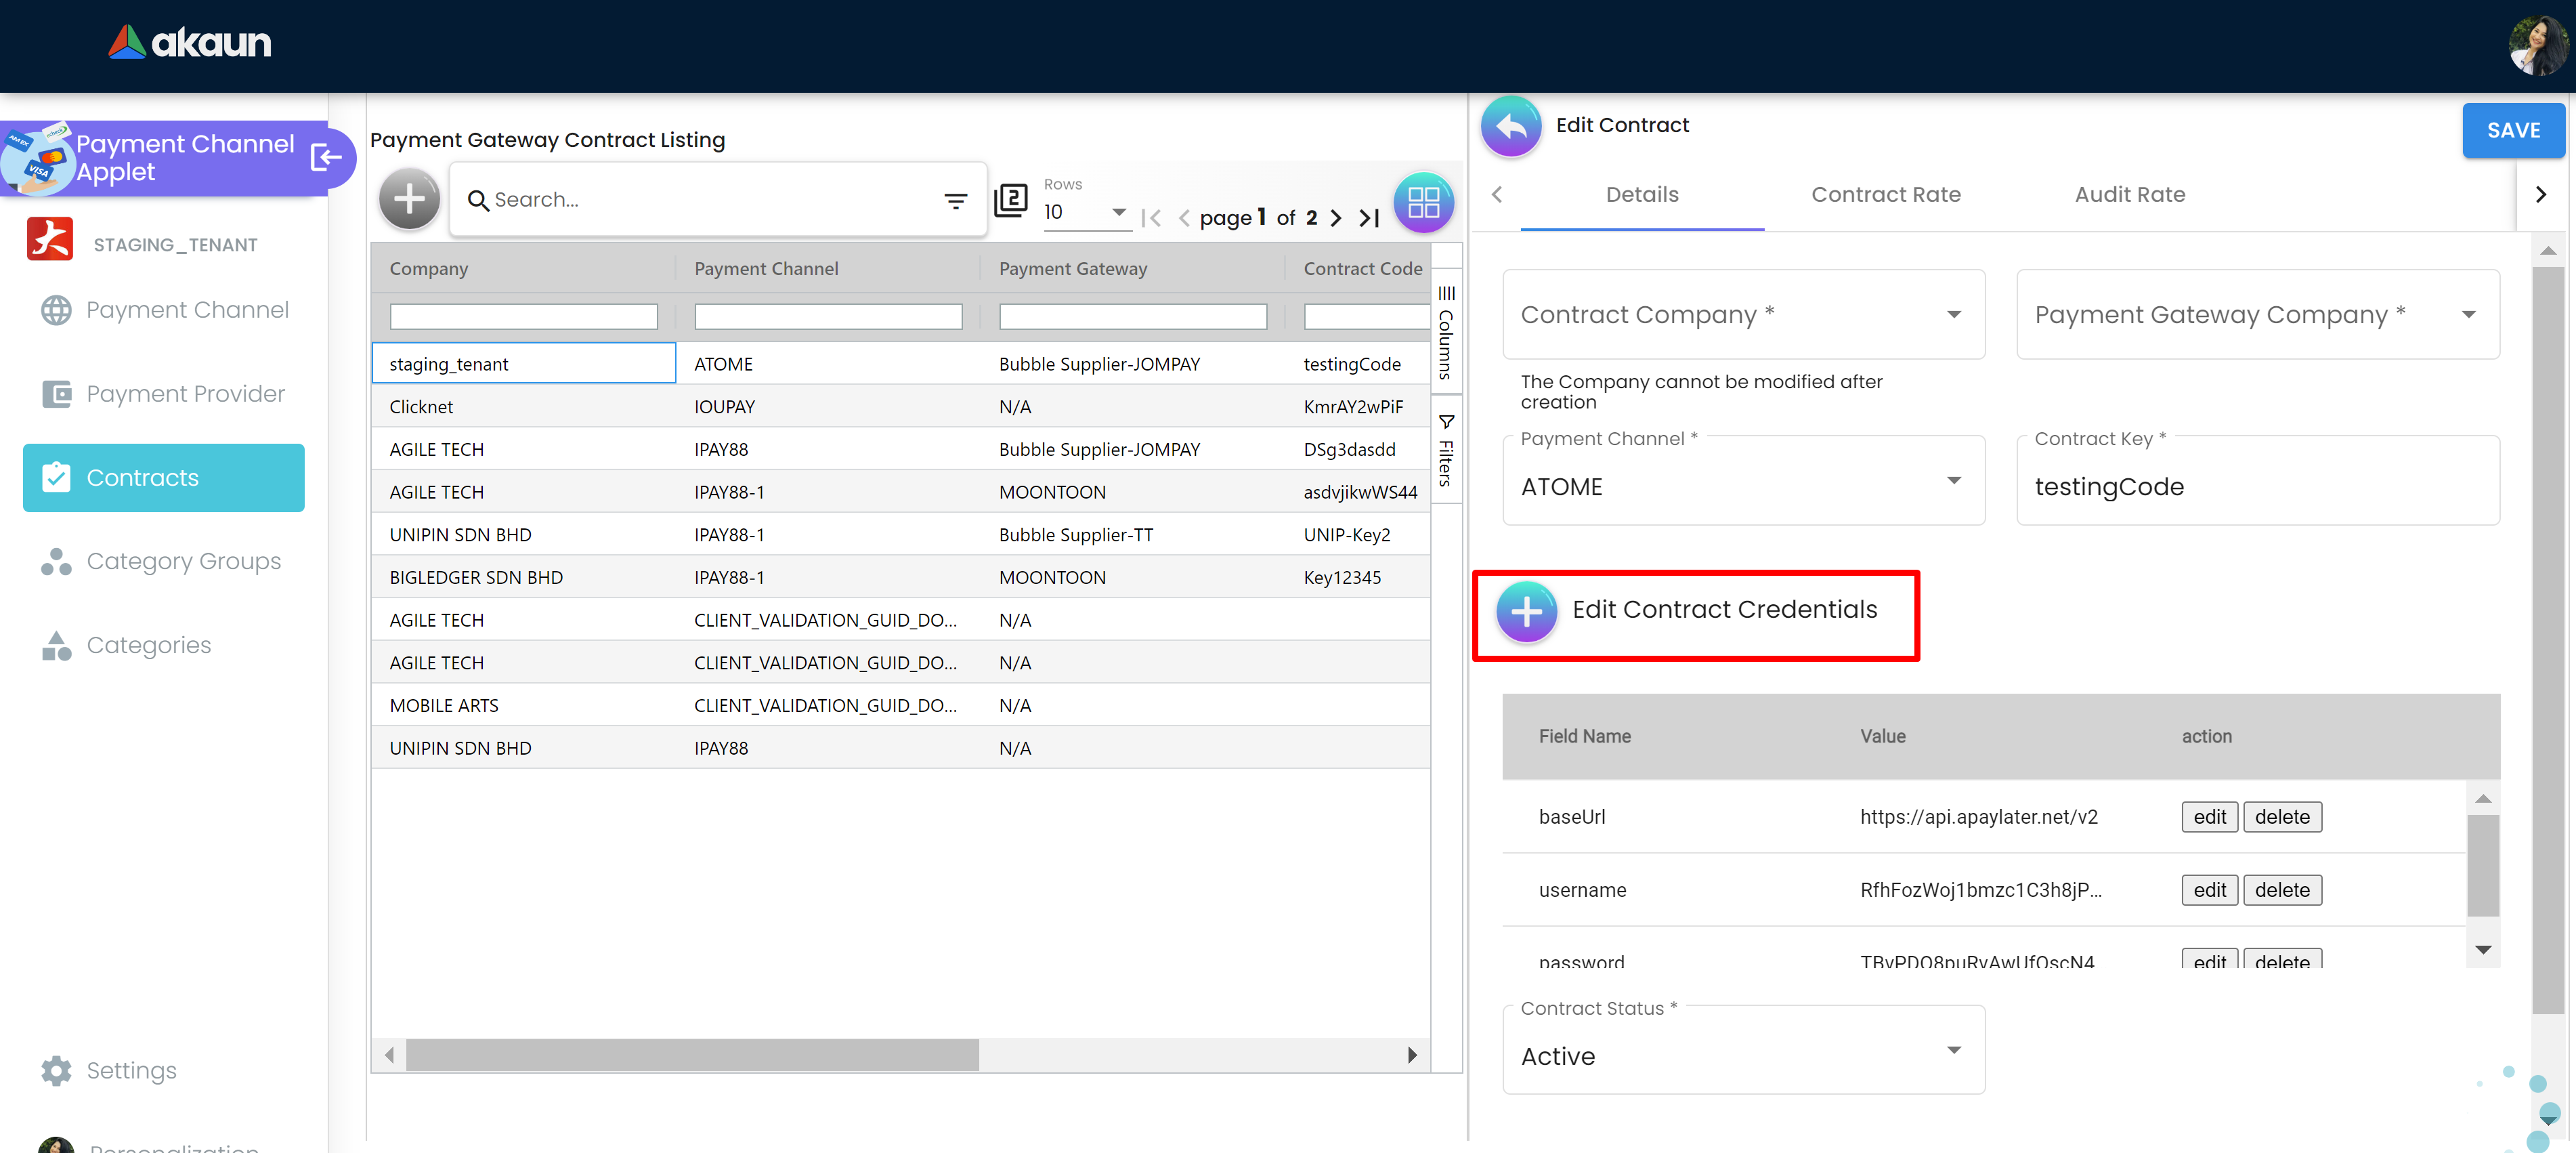 akaun
Payment Channel
Applet
STAGING_TENANT
Payment Channel
Payment Provider
Contracts
Category Groups
Categories
Settings
Personalization
Payment Gateway Contract Listing
Search...
2
Rows
10
page 1 of 2
Company Payment Channel Payment Gateway Contract Code
staging_tenant ATOME Bubble Supplier-JOMPAY testingCode
Clicknet IOUPAY N/A KmrAY2wPiF
AGILE TECH IPAY88 Bubble Supplier-JOMPAY DSg3dasdd
AGILE TECH IPAY88-1 MOONTOON asdvjikwWS44
UNIPIN SDN BHD IPAY88-1 Bubble Supplier-TT UNIP-Key2
BIGLEDGER SDN BHD IPAY88-1 MOONTOON Key12345
AGILE TECH CLIENT_VALIDATION_GUID_DO... N/A
AGILE TECH CLIENT_VALIDATION_GUID_DO... N/A
MOBILE ARTS CLIENT_VALIDATION_GUID_DO... N/A
UNIPIN SDN BHD IPAY88 N/A
Columns
Filters
Edit Contract
SAVE
Details Contract Rate Audit Rate
Contract Company *
Payment Gateway Company *
The Company cannot be modified after
creation
Payment Channel *
ATOME
Contract Key *
testingCode
Edit Contract Credentials
Field Name Value action
baseUrl https://api.apaylater.net/v2 edit delete
username RfhFozWoj1bmzc1C3h8jP... edit delete
password TBvPDO8puRvAwUfOscN4 edit delete
Contract Status *
Active